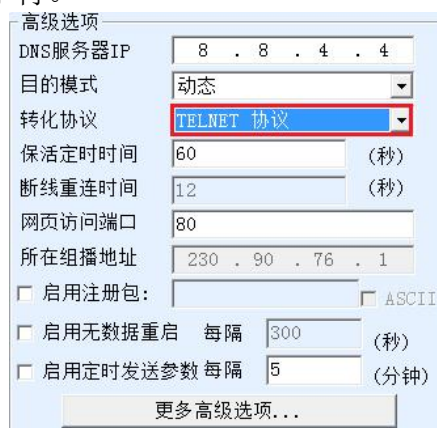 高级选项
DNS服务器IP 8 . 8 . 4 . 4
目的模式 动态
转化协议 TELNET 协议
保活定时时间 60 (秒)
断线重连时间 12 (秒)
网页访问端口 80
所在组播地址 230 . 90 . 76 . 1
启用注册包: ASCII
启用无数据重启 每隔 300 (秒)
启用定时发送参数 每隔 5 (分钟)
更多高级选项...